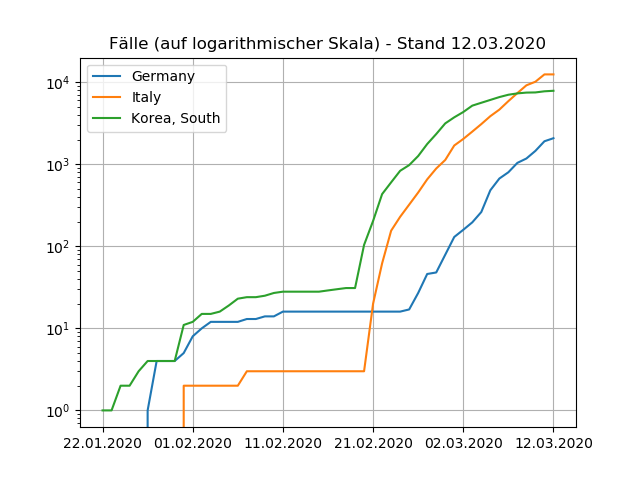 Fälle (auf logarithmischer Skala) - Stand 12.03.2020
Germany
Italy
Korea, South
10⁴
10³
10²
10¹
10⁰
22.01.2020 01.02.2020 11.02.2020 21.02.2020 02.03.2020 12.03.2020